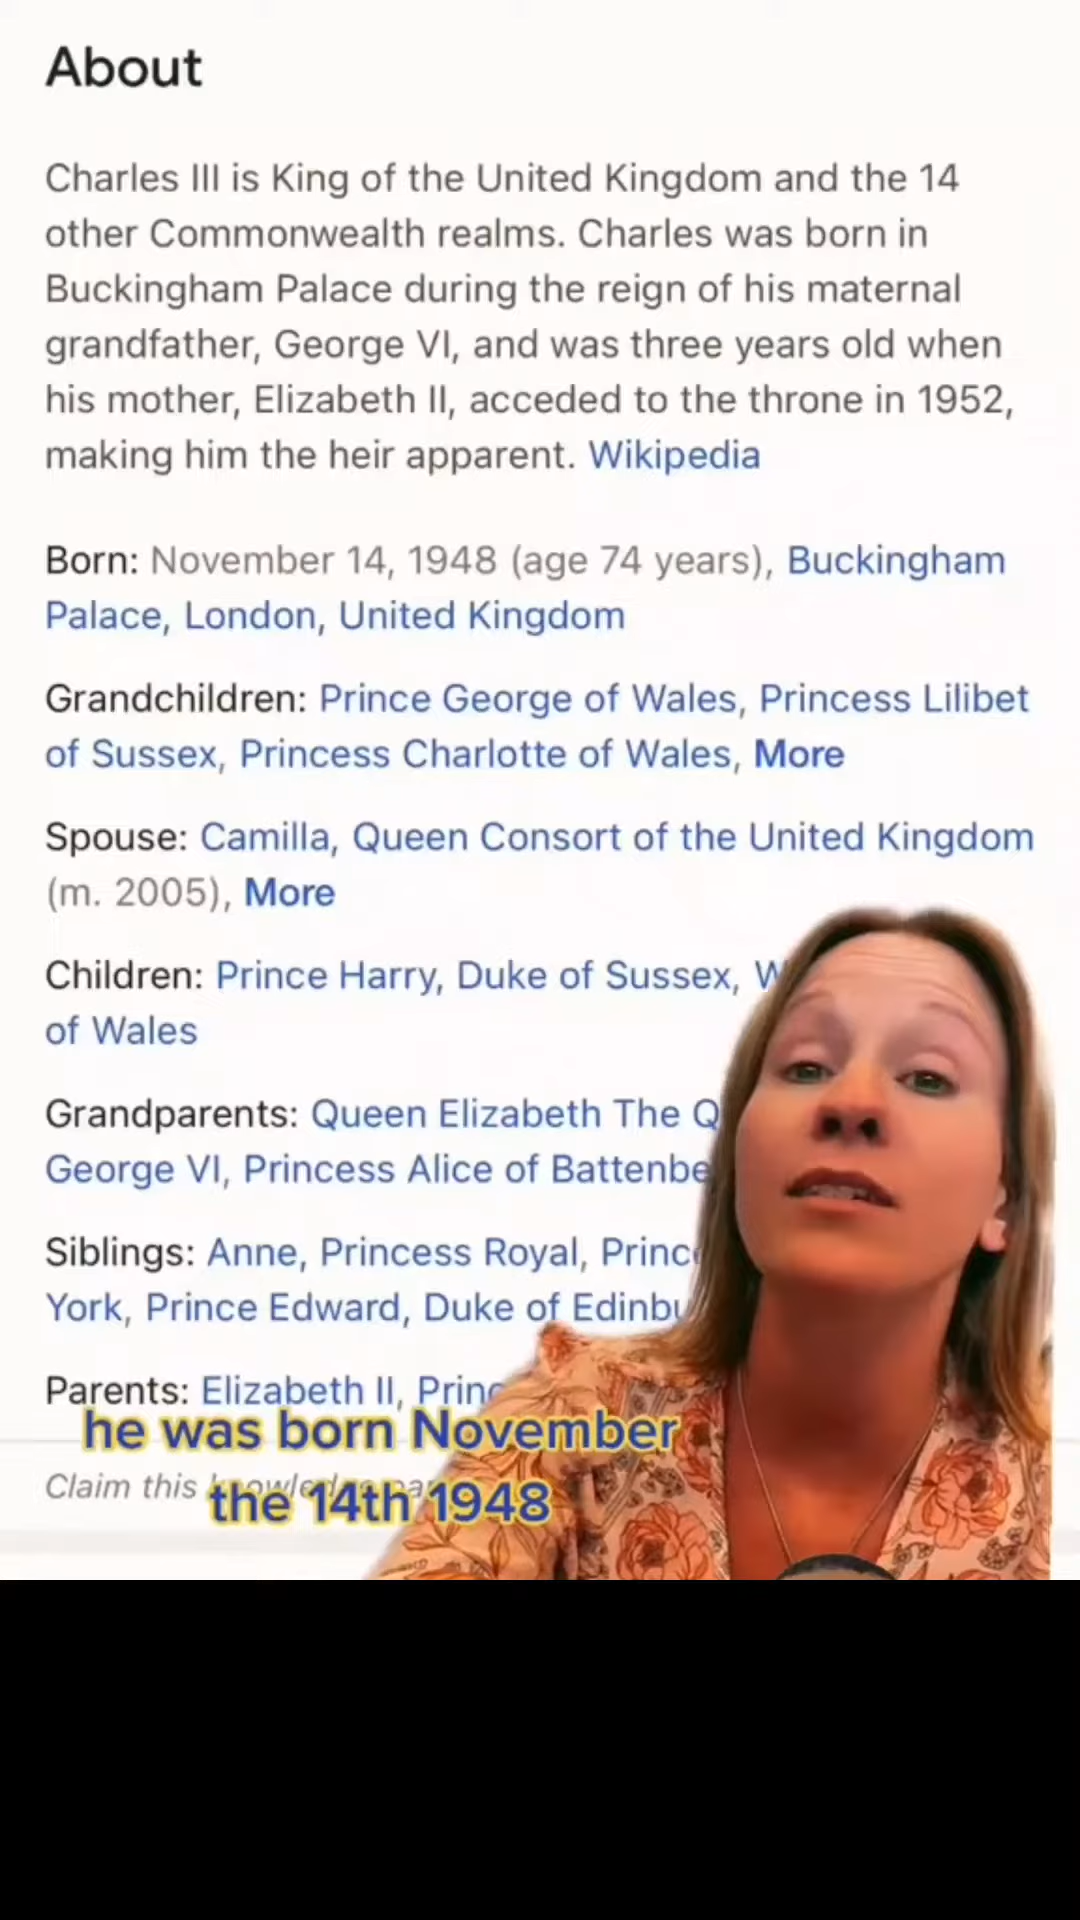 About
Charles III is King of the United Kingdom and the 14
other Commonwealth realms. Charles was born in
Buckingham Palace during the reign of his maternal
grandfather, George VI, and was three years old when
his mother, Elizabeth II, acceded to the throne in 1952,
making him the heir apparent. Wikipedia
Born: November 14, 1948 (age 74 years), Buckingham
Palace, London, United Kingdom
Grandchildren: Prince George of Wales, Princess Lilibet
of Sussex, Princess Charlotte of Wales, More
Spouse: Camilla, Queen Consort of the United Kingdom
(m. 2005), More
Children: Prince Harry, Duke of Sussex,
of Wales
Grandparents: Queen Elizabeth The
George VI, Princess Alice of
Siblings: Anne, Princess Royal,
York, Prince Edward, Duke of
Parents: Elizabeth II,
he was born November
Claim this
the 14th 1948